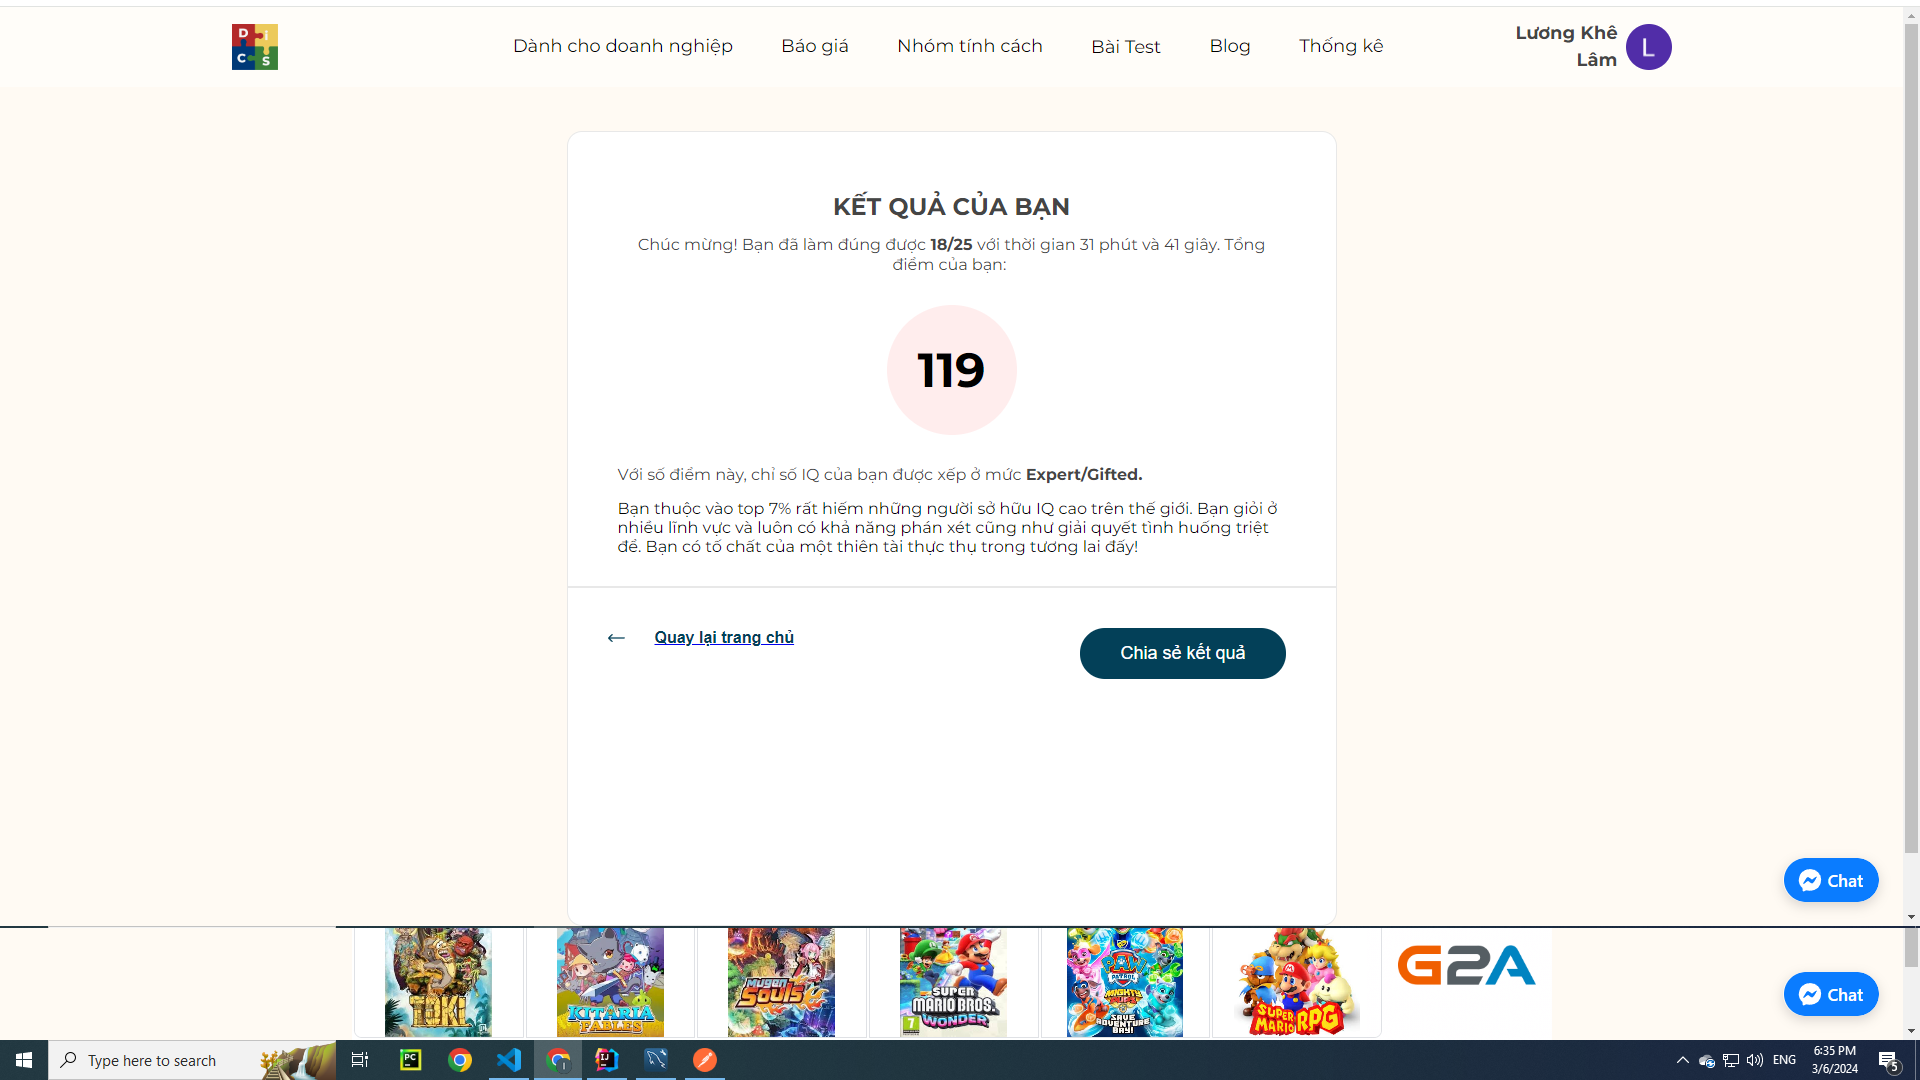 D i
C S
Dành cho doanh nghiệp
Báo giá
Nhóm tính cách
Bài Test
Blog
Thống kê
Lương Khê
Lâm
L
KẾT QUẢ CỦA BẠN
Chúc mừng! Bạn đã làm đúng được 18/25 với thời gian 31 phút và 41 giây. Tổng
điểm của bạn:
119
Với số điểm này, chỉ số IQ của bạn được xếp ở mức Expert/Gifted.
Bạn thuộc vào top 7% rất hiếm những người sở hữu IQ cao trên thế giới. Bạn giỏi ở
nhiều lĩnh vực và luôn có khả năng phán xét cũng như giải quyết tình huống triệt
để. Bạn có tố chất của một thiên tài thực thụ trong tương lai đấy!
Quay lại trang chủ
Chia sẻ kết quả
Chat
TOKI
KITARIA
FABLES
MUGEN
SOULS
SUPER
MARIO BROS.
WONDER
7
PAW
PATROL
MIGHTY
PUPS
SAVE
ADVENTURE
BAY!
SUPER
MARIO RPG
G2A
Chat
Type here to search
PC
IJ
ENG
6:35 PM
3/6/2024
5